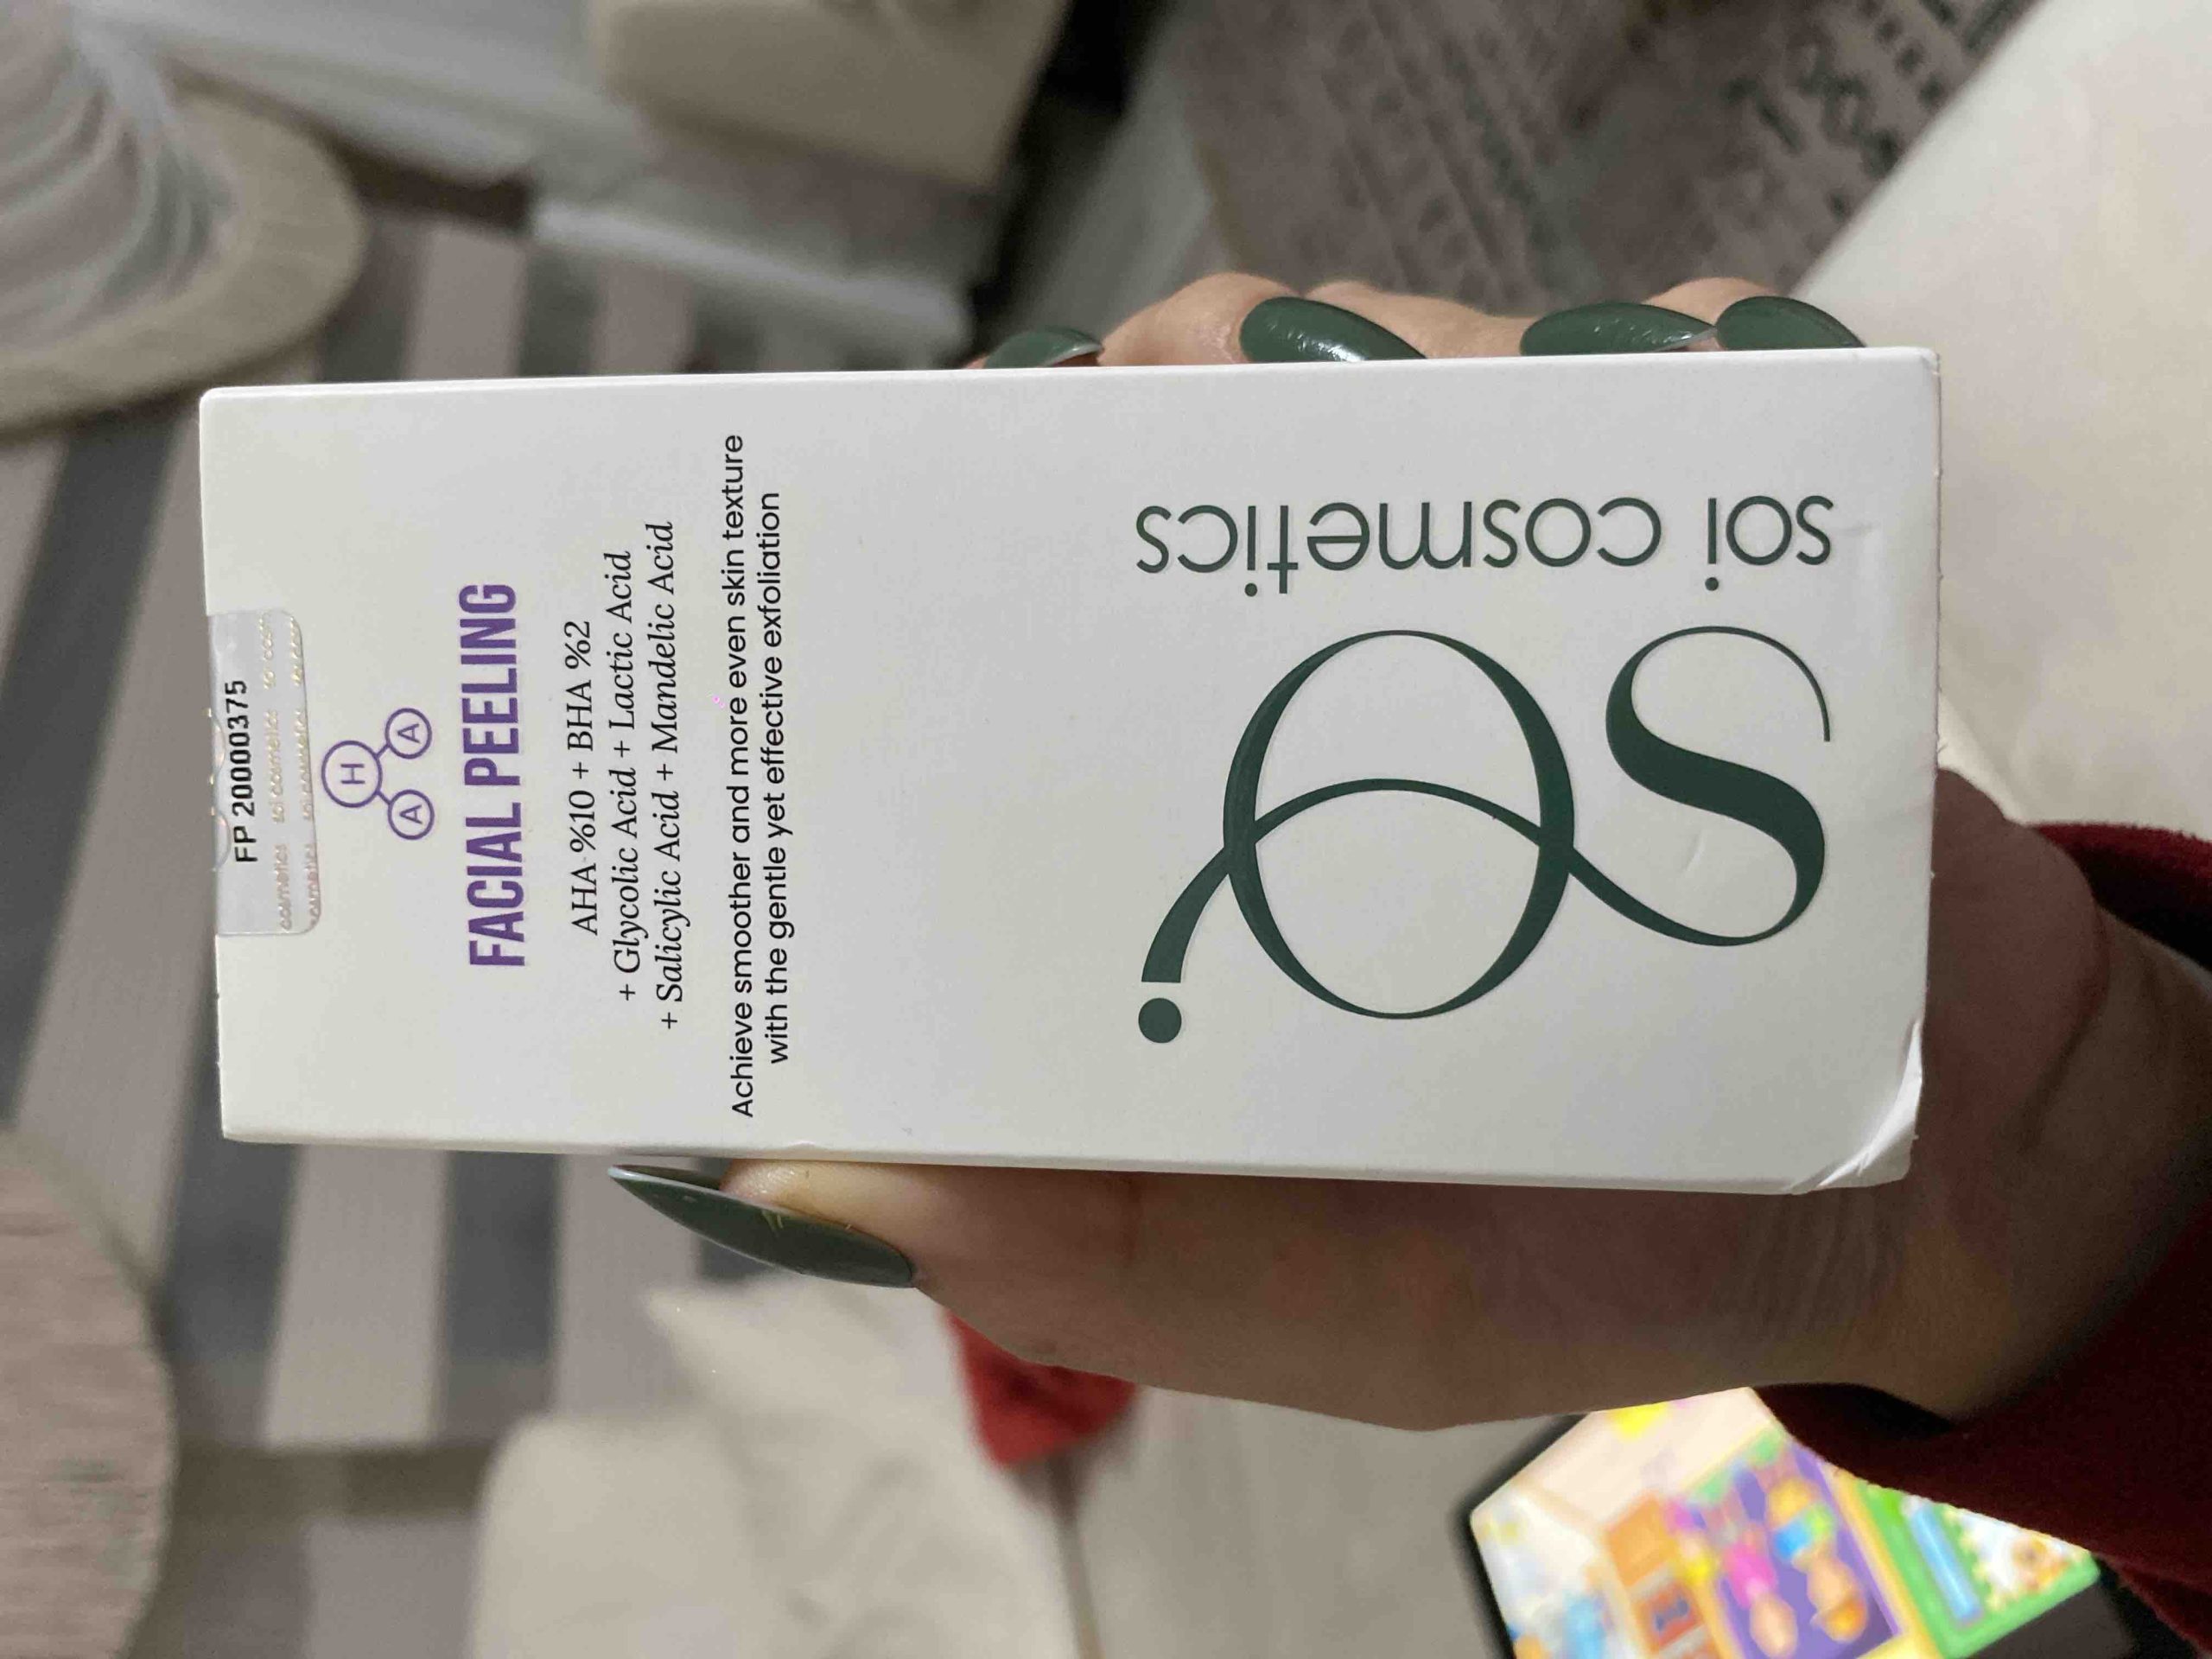 FP 200000375
H
A A
FACIAL PEELING
AHA %10 + BHA %2
+ Glycolic Acid + Lactic Acid
+ Salicylic Acid + Mandelic Acid
Achieve smoother and more even skin texture
with the gentle yet effective exfoliation
soi cosmetics